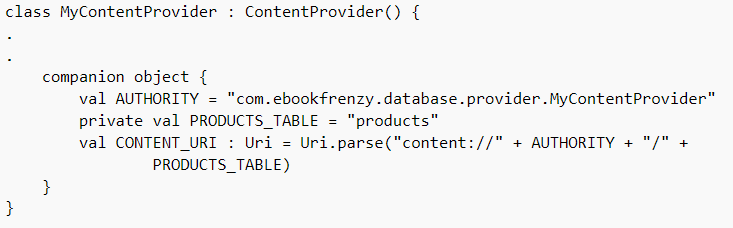 class MyContentProvider : ContentProvider() {
.
.
    companion object {
        val AUTHORITY = "com.ebookfrenzy.database.provider.MyContentProvider"
        private val PRODUCTS_TABLE = "products"
        val CONTENT_URI : Uri = Uri.parse("content://" + AUTHORITY + "/" +
                PRODUCTS_TABLE)
    }
}